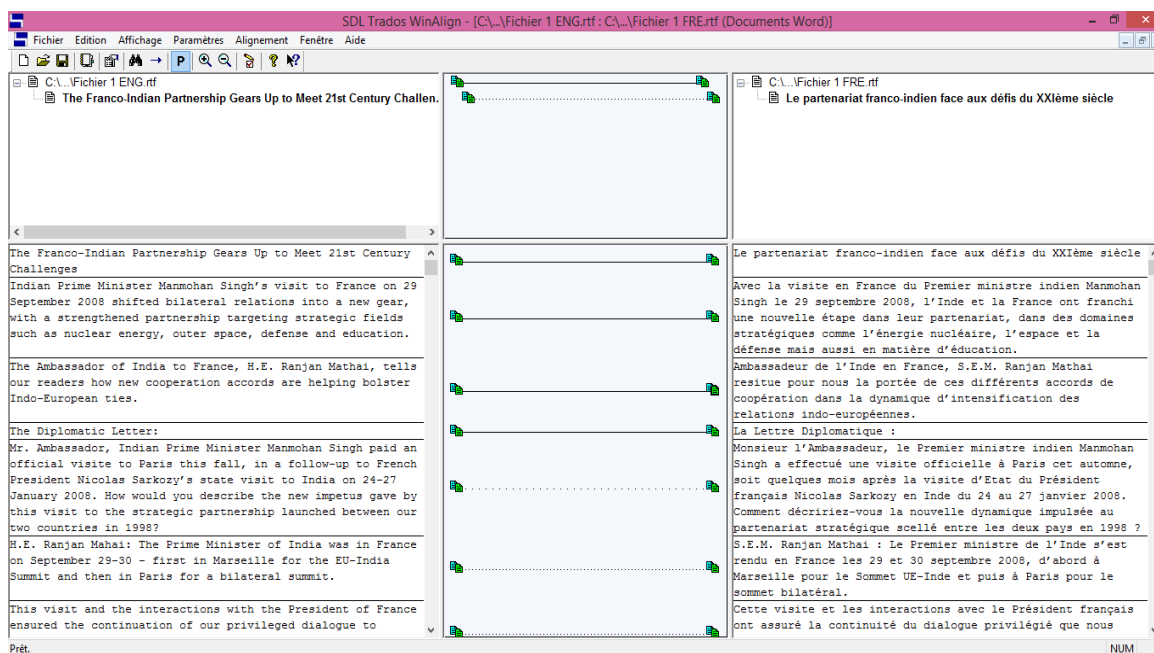 SDL Trados WinAlign - [C:\...\Fichier 1 ENG.rtf : C:\...\Fichier 1 FRE.rtf (Documents Word)]
Fichier Edition Affichage Paramètres Alignement Fenêtre Aide
P
C:\...\Fichier 1 ENG.rtf
The Franco-Indian Partnership Gears Up to Meet 21st Century Challen.
C:\...\Fichier 1 FRE.rtf
Le partenariat franco-indien face aux défis du XXIème siècle
The Franco-Indian Partnership Gears Up to Meet 21st Century
Challenges
Indian Prime Minister Manmohan Singh’s visit to France on 29
September 2008 shifted bilateral relations into a new gear,
with a strengthened partnership targeting strategic fields
such as nuclear energy, outer space, defense and education.
The Ambassador of India to France, H.E. Ranjan Mathai, tells
our readers how new cooperation accords are helping bolster
Indo-European ties.
The Diplomatic Letter:
Mr. Ambassador, Indian Prime Minister Manmohan Singh paid an
official visit to Paris this fall, in a follow-up to French
President Nicolas Sarkozy’s state visit to India on 24-27
January 2008. How would you describe the new impetus gave by
this visit to the strategic partnership launched between our
two countries in 1998?
H.E. Ranjan Mahai: The Prime Minister of India was in France
on September 29-30 - first in Marseille for the EU-India
Summit and then in Paris for a bilateral summit.
This visit and the interactions with the President of France
ensured the continuation of our privileged dialogue to
Le partenariat franco-indien face aux défis du XXIème siècle
Avec la visite en France du Premier ministre indien Manmohan
Singh le 29 septembre 2008, l’Inde et la France ont franchi
une nouvelle étape dans leur partenariat, dans des domaines
stratégiques comme l’énergie nucléaire, l’espace et la
défense mais aussi en matière d’éducation.
Ambassadeur de l’Inde en France, S.E.M. Ranjan Mathai
resitue pour nous la portée de ces différents accords de
coopération dans la dynamique d’intensification des
relations indo-européennes.
La Lettre Diplomatique :
Monsieur l’Ambassadeur, le Premier ministre indien Manmohan
Singh a effectué une visite officielle à Paris cet automne,
soit quelques mois après la visite d’Etat du Président
français Nicolas Sarkozy en Inde du 24 au 27 janvier 2008.
Comment décririez-vous la nouvelle dynamique impulsée au
partenariat stratégique scellé entre les deux pays en 1998 ?
S.E.M. Ranjan Mathai : Le Premier ministre de l’Inde s’est
rendu en France les 29 et 30 septembre 2008, d’abord à
Marseille pour le Sommet UE-Inde et puis à Paris pour le
sommet bilatéral.
Cette visite et les interactions avec le Président français
ont assuré la continuité du dialogue privilégié que nous
Prêt.
NUM